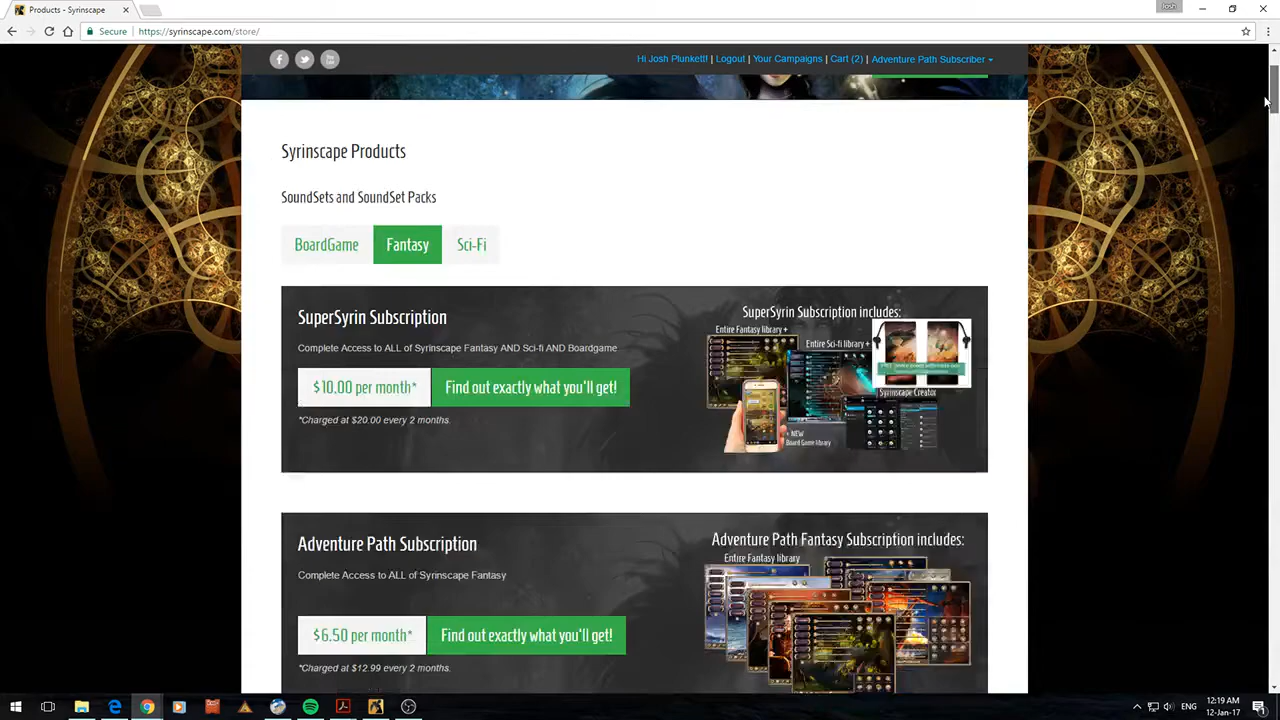 Products - Syrinscape
Josh
Secure
https://syrinscape.com/store/
Hi Josh Plunkett! | Logout | Your Campaigns | Cart (2) | Adventure Path Subscriber
Syrinscape Products
SoundSets and SoundSet Packs
BoardGame
Fantasy
Sci-Fi
SuperSyrin Subscription
Complete Access to ALL of Syrinscape Fantasy AND Sci-fi AND Boardgame
$10.00 per month*
Find out exactly what you'll get!
*Charged at $20.00 every 2 months.
SuperSyrin Subscription includes:
Entire Fantasy library +
Entire Sci-fi library +
Syrinscape Creator
+ NEW
Board Game library
Adventure Path Subscription
Complete Access to ALL of Syrinscape Fantasy
$6.50 per month*
Find out exactly what you'll get!
*Charged at $12.99 every 2 months.
Adventure Path Fantasy Subscription includes:
Entire Fantasy library
ENG
12:19 AM
12-Jan-17